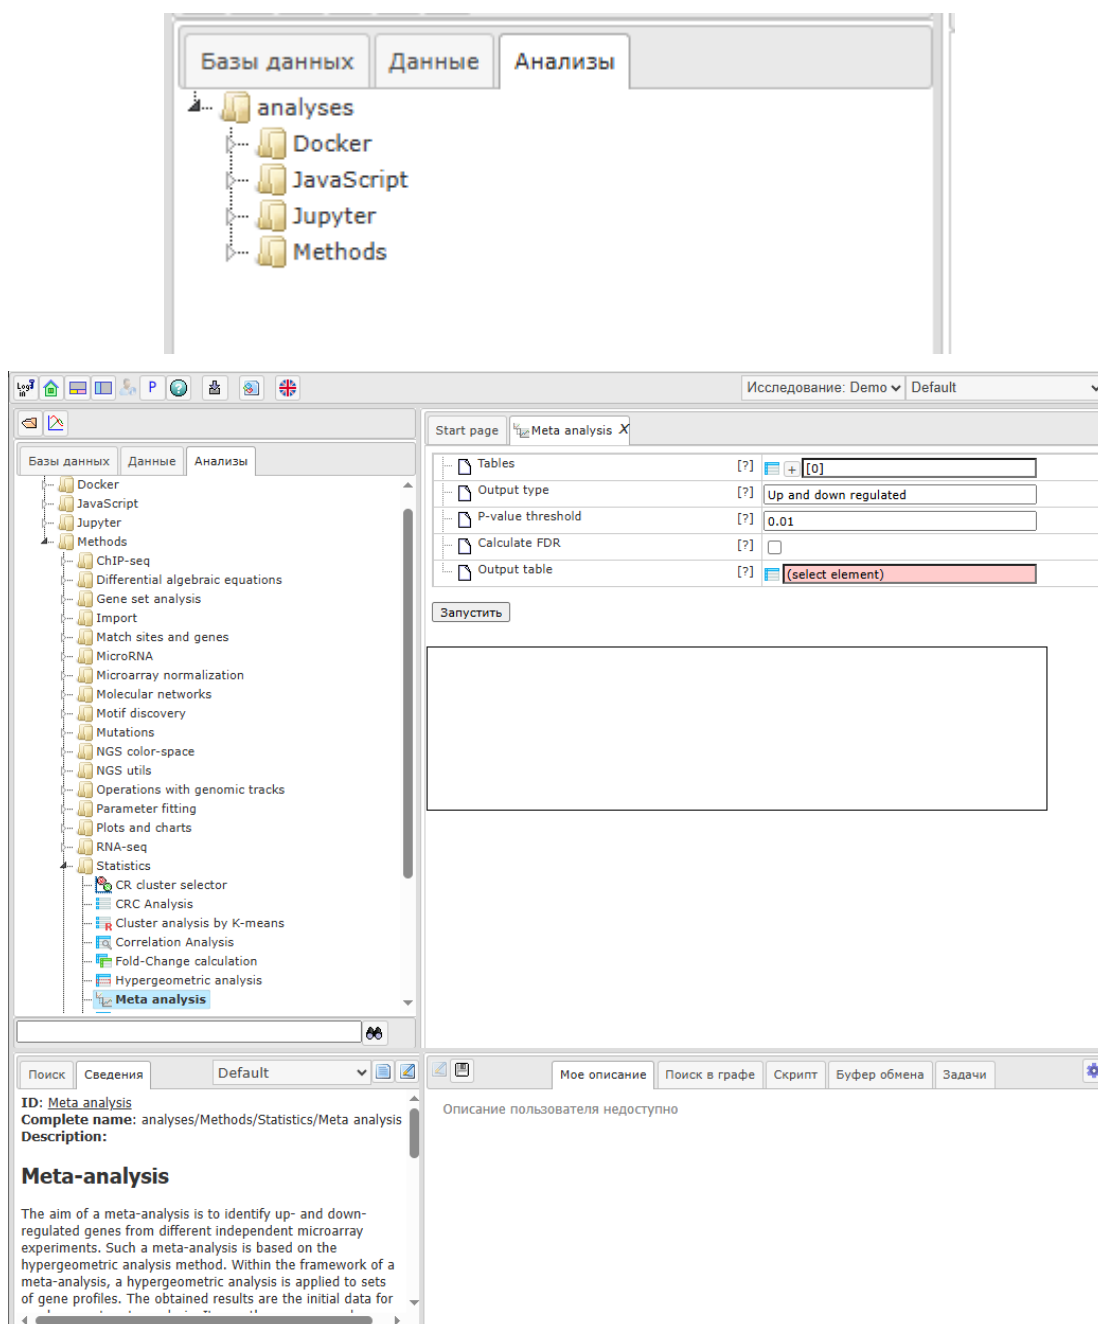 Базы данных Данные Анализы
analyses
Docker
JavaScript
Jupyter
Methods
Log in P ? Исследование: Demo Default
Start page Meta analysis X
Базы данных Данные Анализы
Docker
JavaScript
Jupyter
Methods
ChIP-seq
Differential algebraic equations
Gene set analysis
Import
Match sites and genes
MicroRNA
Microarray normalization
Molecular networks
Motif discovery
Mutations
NGS color-space
NGS utils
Operations with genomic tracks
Parameter fitting
Plots and charts
RNA-seq
Statistics
CR cluster selector
CRC Analysis
Cluster analysis by K-means
Correlation Analysis
Fold-Change calculation
Hypergeometric analysis
Meta analysis
Tables [?] + [0]
Output type [?] Up and down regulated
P-value threshold [?] 0.01
Calculate FDR [?]
Output table [?] (select element)
Запустить
Поиск Сведения Default
ID: Meta analysis
Complete name: analyses/Methods/Statistics/Meta analysis
Description:
Meta-analysis
The aim of a meta-analysis is to identify up- and down-
regulated genes from different independent microarray
experiments. Such a meta-analysis is based on the
hypergeometric analysis method. Within the framework of a
meta-analysis, a hypergeometric analysis is applied to sets
of gene profiles. The obtained results are the initial data for
Мое описание Поиск в графе Скрипт Буфер обмена Задачи
Описание пользователя недоступно